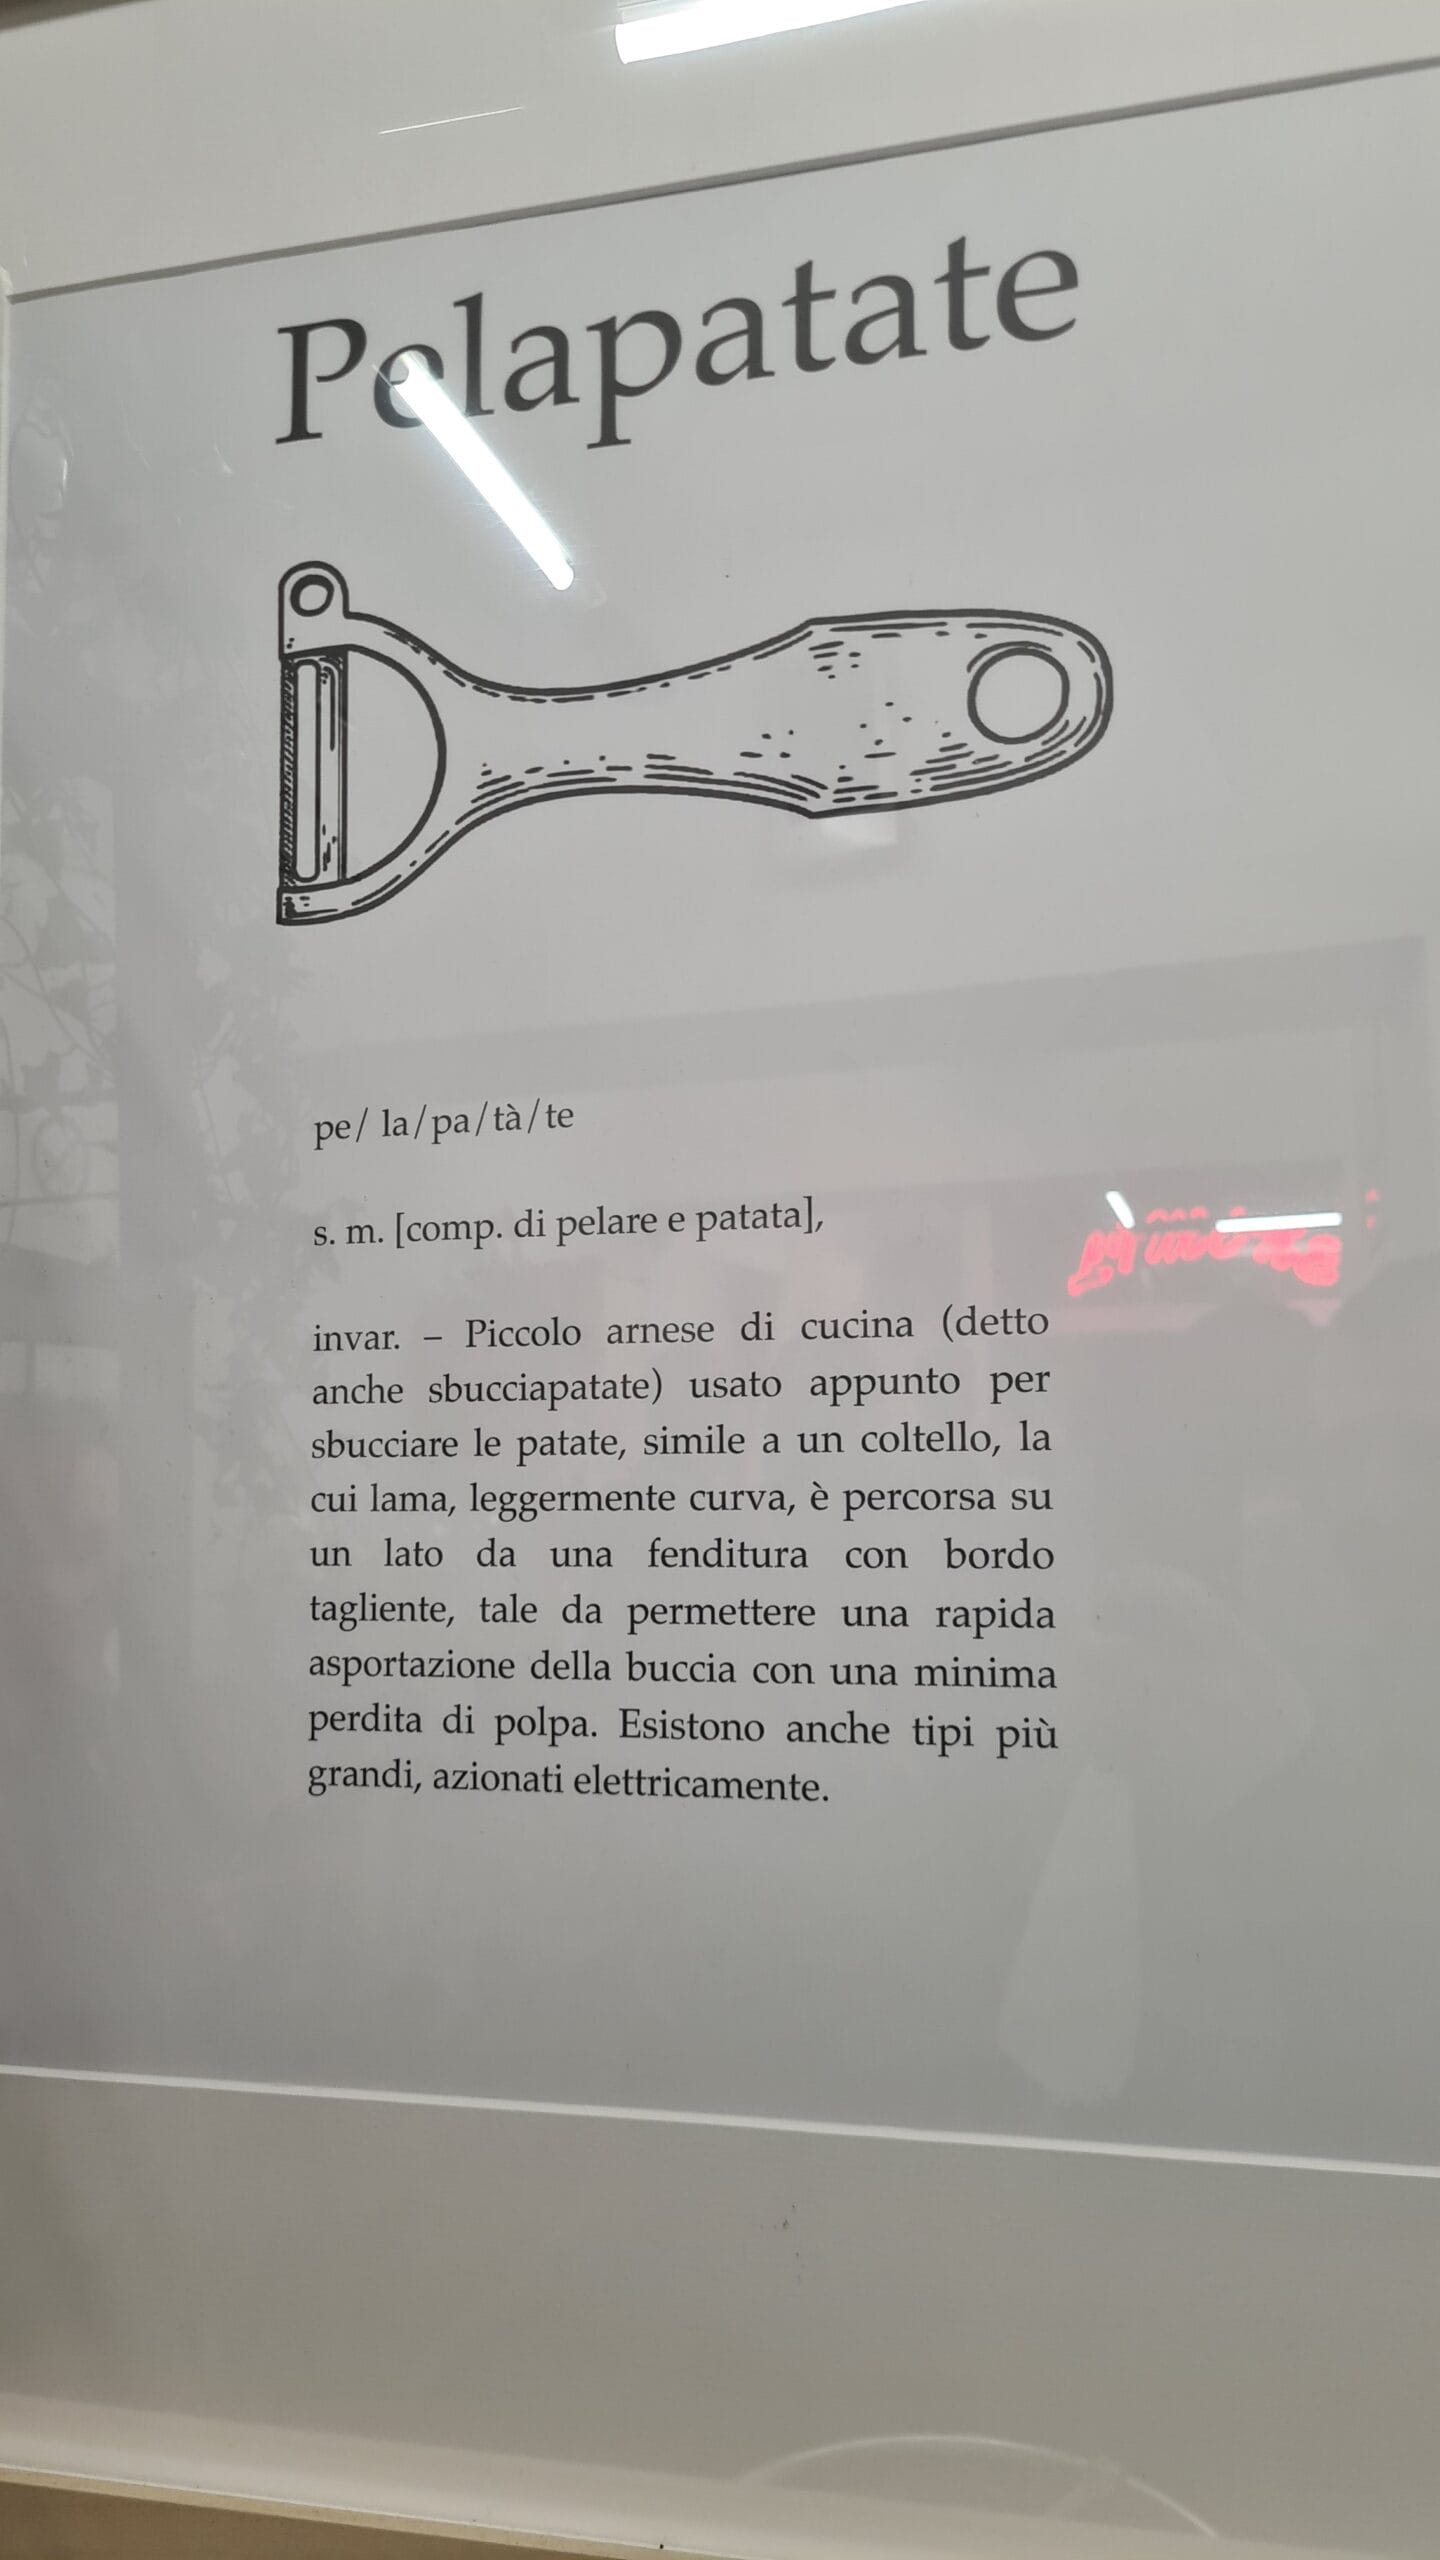 Pelapatate
pe/ la/pa/tà/te
s. m. [comp. di pelare e patata],
invar. – Piccolo arnese di cucina (detto
anche sbucciapatate) usato appunto per
sbucciare le patate, simile a un coltello, la
cui lama, leggermente curva, è percorsa su
un lato da una fenditura con bordo
tagliente, tale da permettere una rapida
asportazione della buccia con una minima
perdita di polpa. Esistono anche tipi più
grandi, azionati elettricamente.